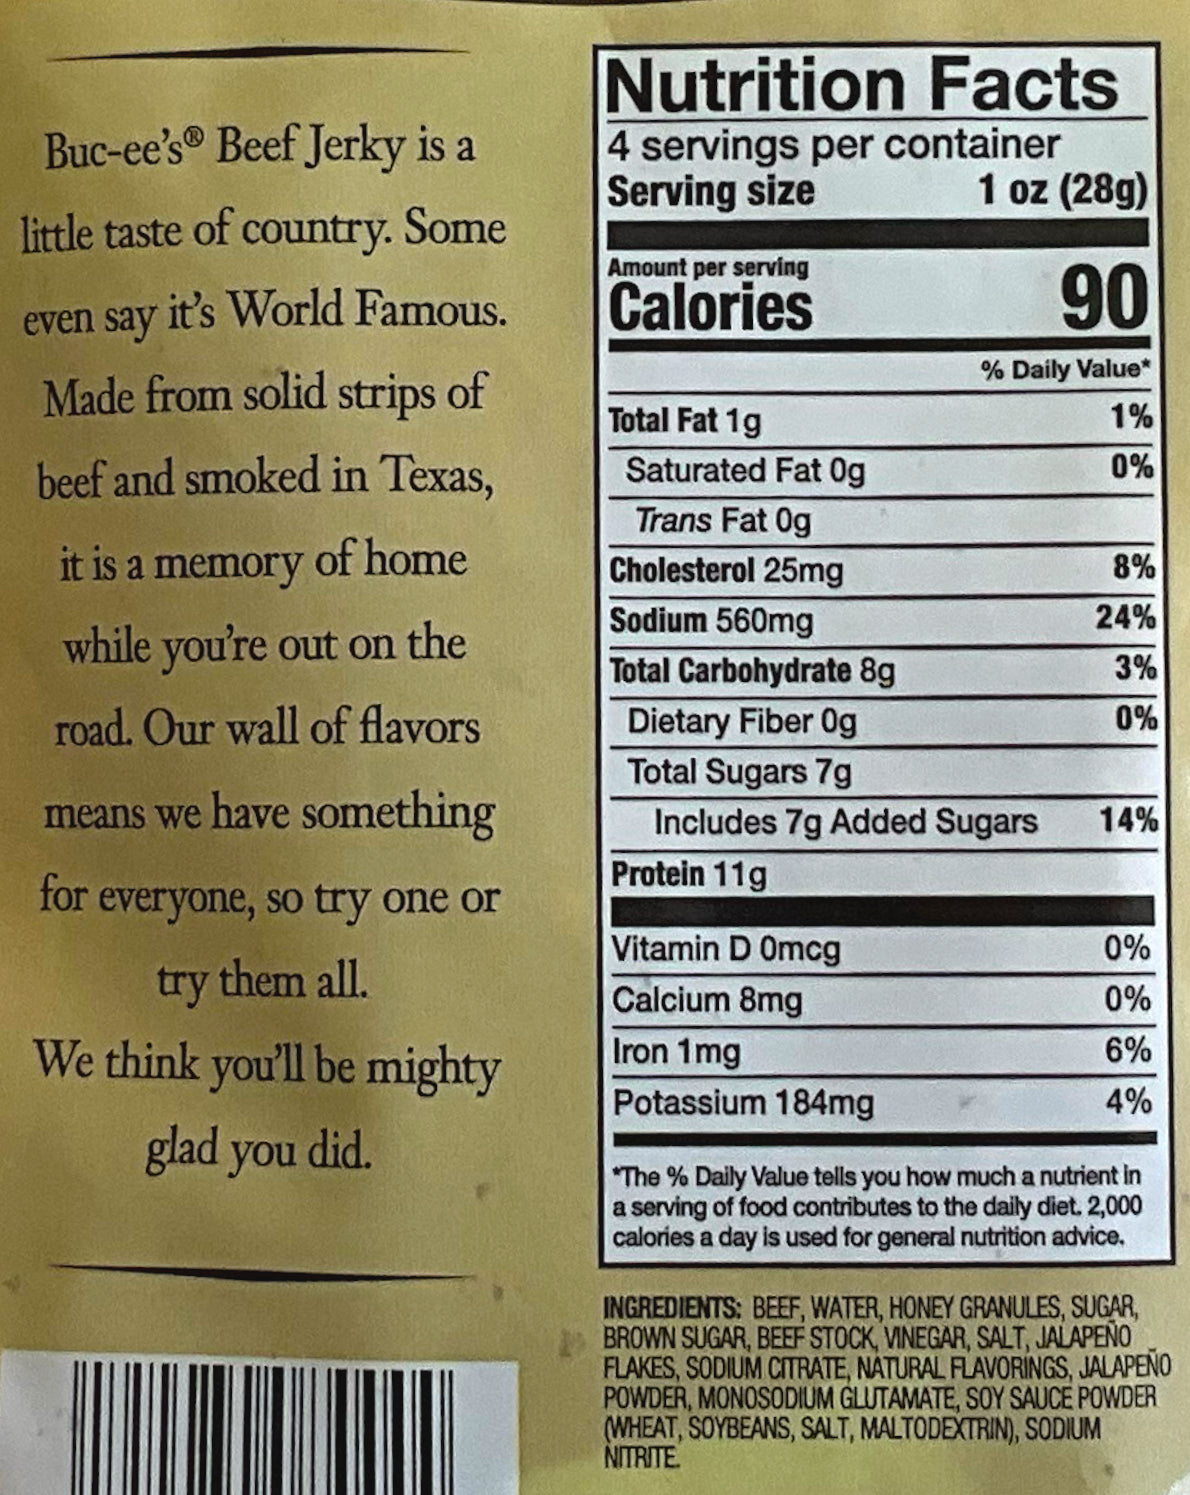 Buc-ee's® Beef Jerky is a
little taste of country. Some
even say it's World Famous.
Made from solid strips of
beef and smoked in Texas,
it is a memory of home
while you're out on the
road. Our wall of flavors
means we have something
for everyone, so try one or
try them all.
We think you'll be mighty
glad you did.
Nutrition Facts
4 servings per container
Serving size 1 oz (28g)
Amount per serving
Calories 90
% Daily Value*
Total Fat 1g 1%
Saturated Fat 0g 0%
Trans Fat 0g
Cholesterol 25mg 8%
Sodium 560mg 24%
Total Carbohydrate 8g 3%
Dietary Fiber 0g 0%
Total Sugars 7g
Includes 7g Added Sugars 14%
Protein 11g
Vitamin D 0mcg 0%
Calcium 8mg 0%
Iron 1mg 6%
Potassium 184mg 4%
*The % Daily Value tells you how much a nutrient in
a serving of food contributes to the daily diet. 2,000
calories a day is used for general nutrition advice.
INGREDIENTS: BEEF, WATER, HONEY GRANULES, SUGAR,
BROWN SUGAR, BEEF STOCK, VINEGAR, SALT, JALAPEÑO
FLAKES, SODIUM CITRATE, NATURAL FLAVORINGS, JALAPEÑO
POWDER, MONOSODIUM GLUTAMATE, SOY SAUCE POWDER
(WHEAT, SOYBEANS, SALT, MALTODEXTRIN), SODIUM
NITRITE.